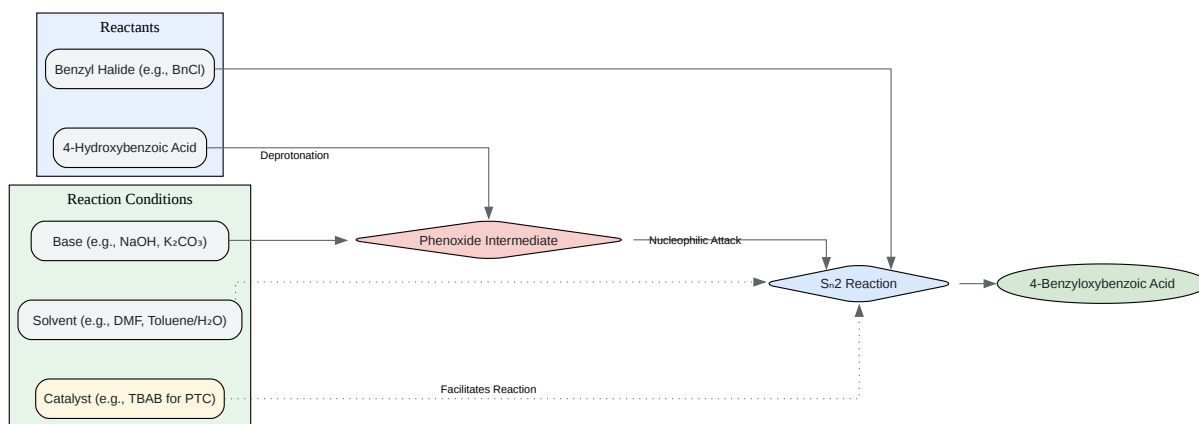 Reactants
Benzyl Halide (e.g., BnCl)
4-Hydroxybenzoic Acid
Deprotonation
Reaction Conditions
Base (e.g., NaOH, K₂CO₃)
Phenoxide Intermediate
Nucleophilic Attack
Sₙ2 Reaction
4-Benzyloxybenzoic Acid
Solvent (e.g., DMF, Toluene/H₂O)
Facilitates Reaction
Catalyst (e.g., TBAB for PTC)